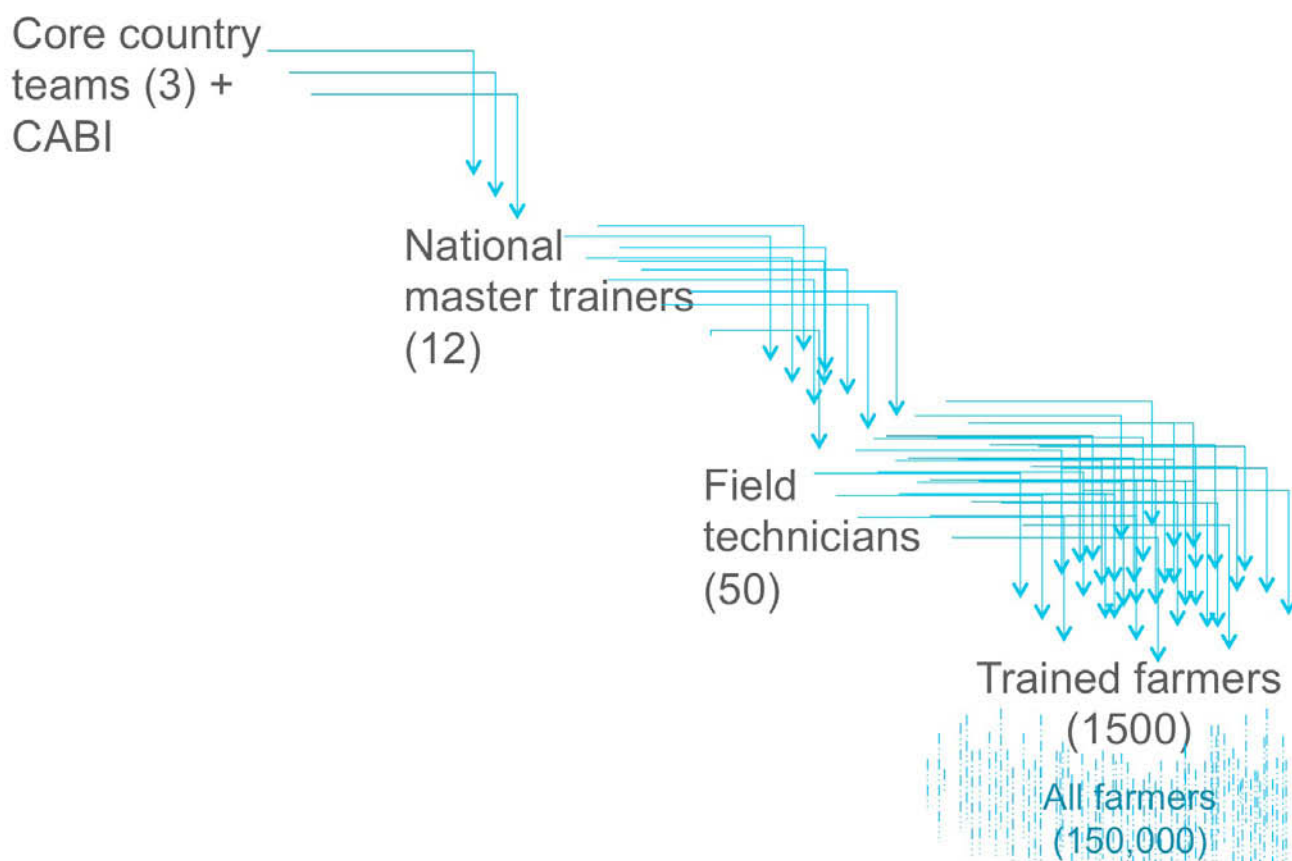 Core country
teams (3) +
CABI
National
master trainers
(12)
Field
technicians
(50)
Trained farmers
(1500)
All farmers
(150,000)